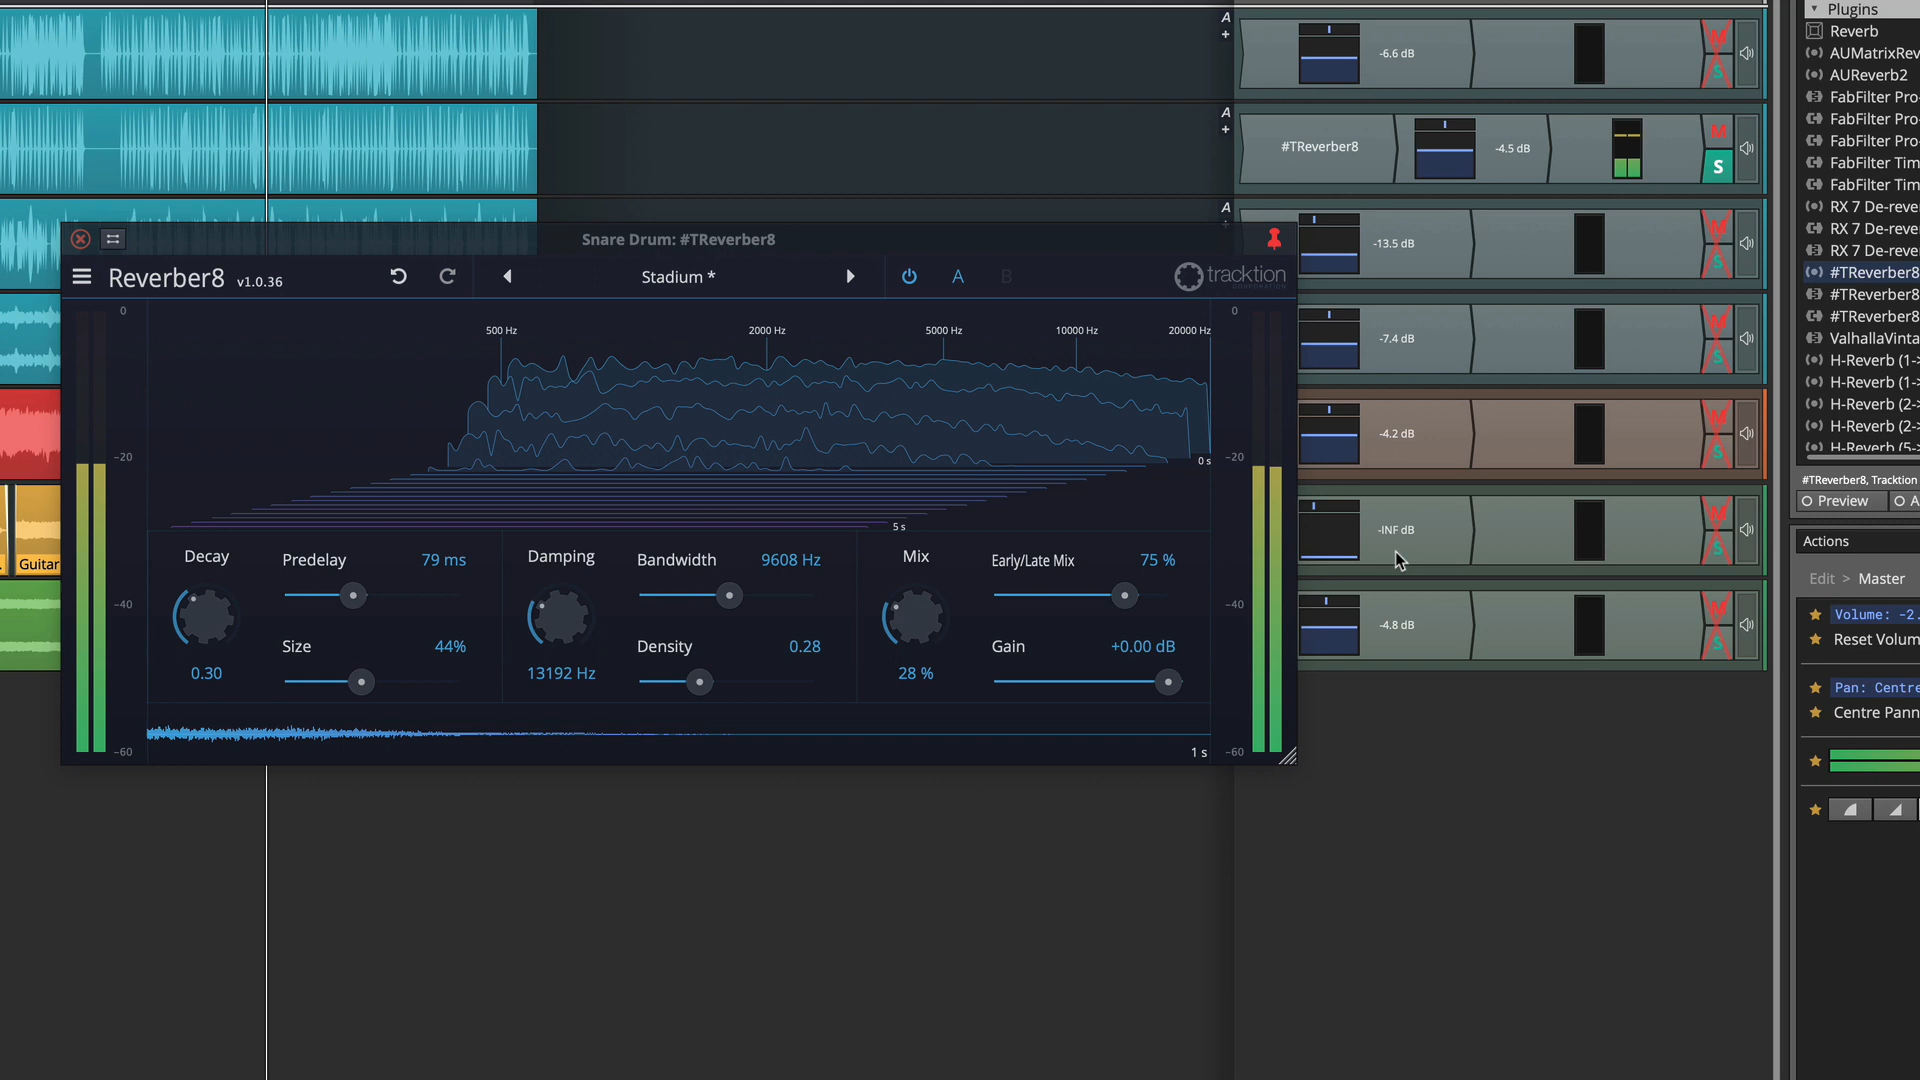 Plugins
Reverb
AUMatrixRev
AUReverb2
FabFilter Pro-
FabFilter Pro-
FabFilter Pro-
FabFilter Tim
FabFilter Tim
RX 7 De-rever
RX 7 De-rever
RX 7 De-rever
#TReverber8
#TReverber8
#TReverber8
ValhallaVinta
H-Reverb (1->
H-Reverb (1->
H-Reverb (2->
H-Reverb (2->
H-Reverb (5->
#TReverber8, Tracktion
Preview A
Actions
Edit > Master
Volume: -2.
Reset Volum
Pan: Centre
Centre Pann
A + -6.6 dB M S
A + #TReverber8 -4.5 dB M S
A -13.5 dB M S
-7.4 dB M S
-4.2 dB M S
-INF dB M S
-4.8 dB M S
Guitar
Snare Drum: #TReverber8
Reverber8 v1.0.36 Stadium * A B tracktion
CORPORATION
0 500 Hz 2000 Hz 5000 Hz 10000 Hz 20000 Hz 0
-20 0 s -20
5 s
-40 -40
-60 -60
Decay Predelay 79 ms Damping Bandwidth 9608 Hz Mix Early/Late Mix 75 %
Size 44% Density 0.28 Gain +0.00 dB
0.30 13192 Hz 28 %
1 s